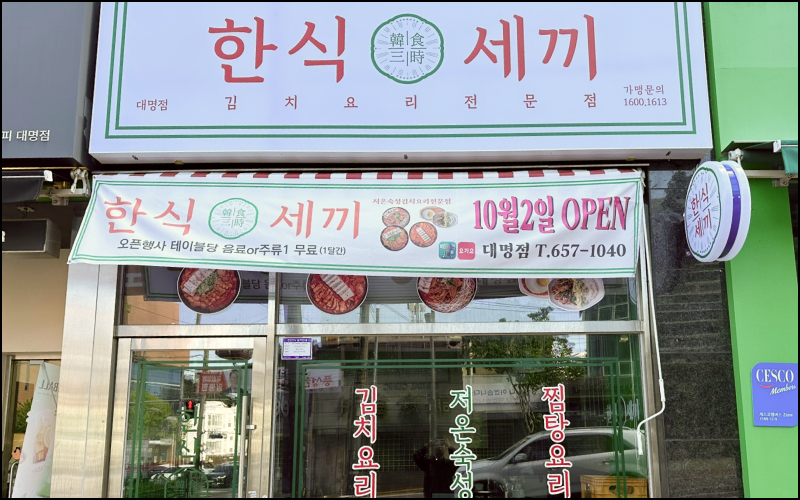 한식 韓食三時 세끼
대명점 김치요리전문점 가맹문의
1600.1613
피 대명점
한식 韓食三時 세끼
저온숙성김치요리전문점
10월2일 OPEN
오픈행사 테이블당 음료or주류1 무료(1달간)
요기요 대명점 T.657-1040
한식
세끼
김치요리
저온숙성
찜탕요리
CESCO
Members